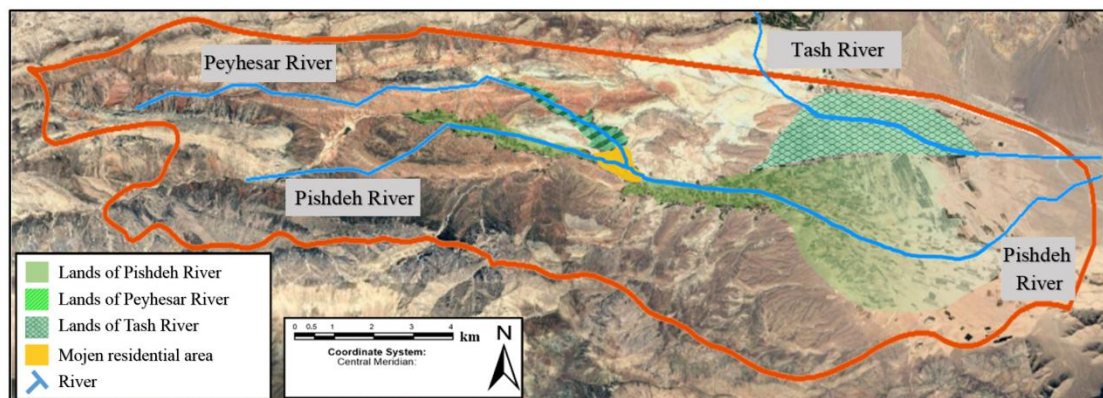 Peyhesar River
Tash River
Pishdeh River
Pishdeh
River
Lands of Pishdeh River
Lands of Peyhesar River
Lands of Tash River
Mojen residential area
River
0 0.5 1 2 3 4
km
N
Coordinate System:
Central Meridian: